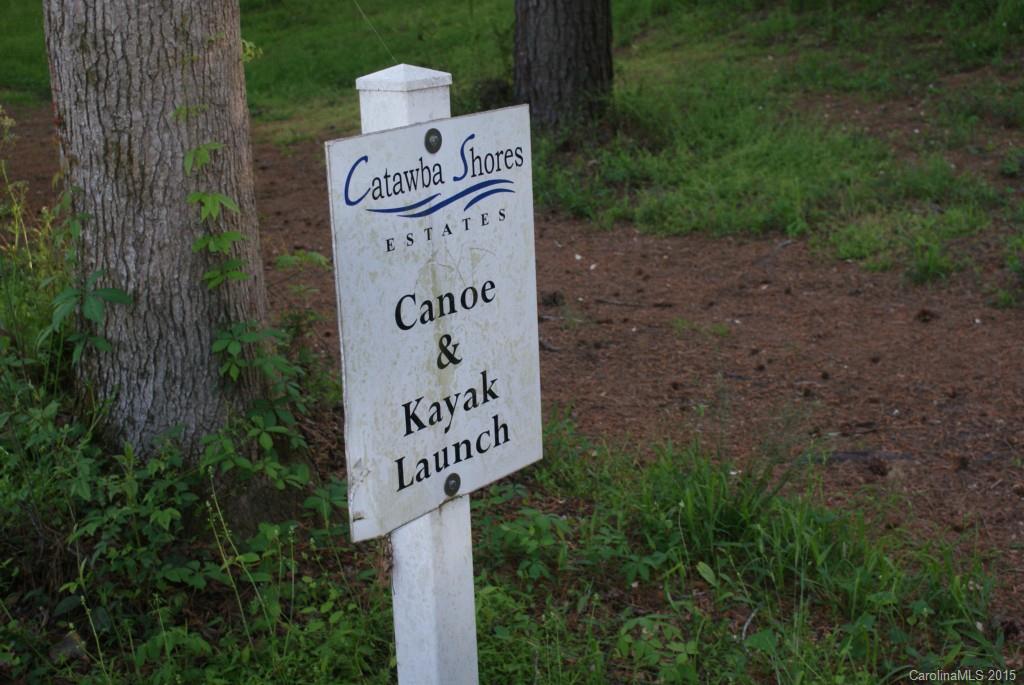 Catawba Shores
ESTATES
Canoe
&
Kayak
Launch
CarolinaMLS 2015